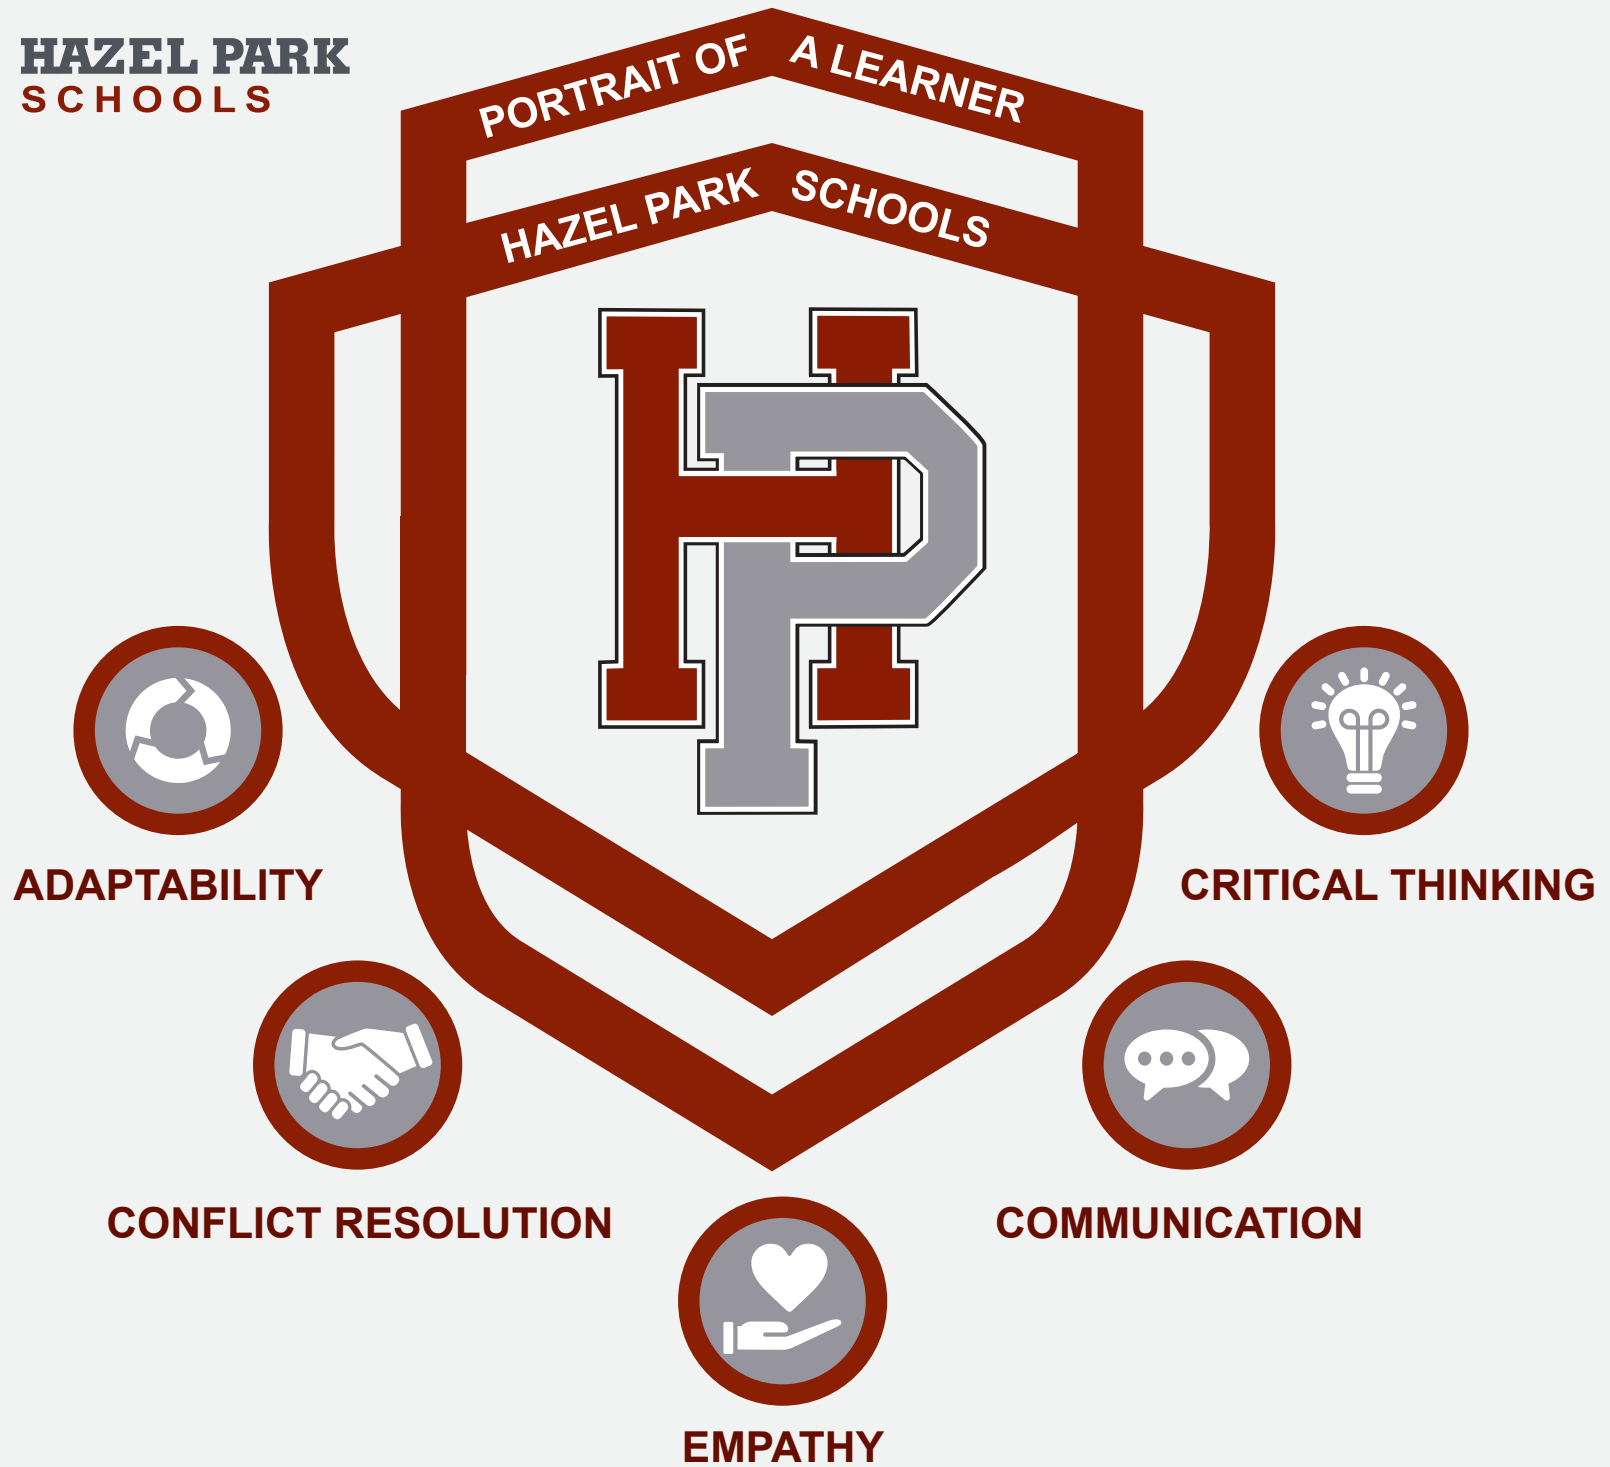 HAZEL PARK
SCHOOLS
PORTRAIT OF A LEARNER
HAZEL PARK SCHOOLS
HP
ADAPTABILITY
CRITICAL THINKING
CONFLICT RESOLUTION
COMMUNICATION
EMPATHY